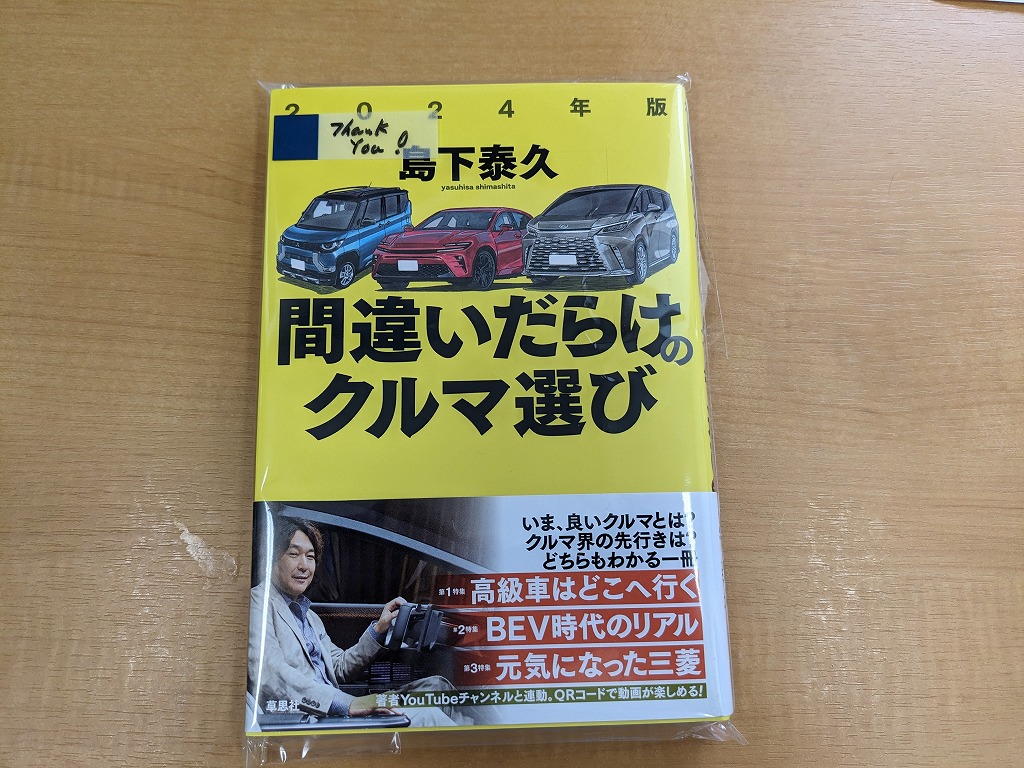 2024年版
Thank
You!
島下泰久
yasuhisa shimashita
間違いだらけの
クルマ選び
いま、良いクルマとは?
クルマ界の先行きは?
どちらもわかる一冊
第1特集 高級車はどこへ行く
第2特集 BEV時代のリアル
第3特集 元気になった三菱
著者YouTubeチャンネルと連動。QRコードで動画が楽しめる!
草思社